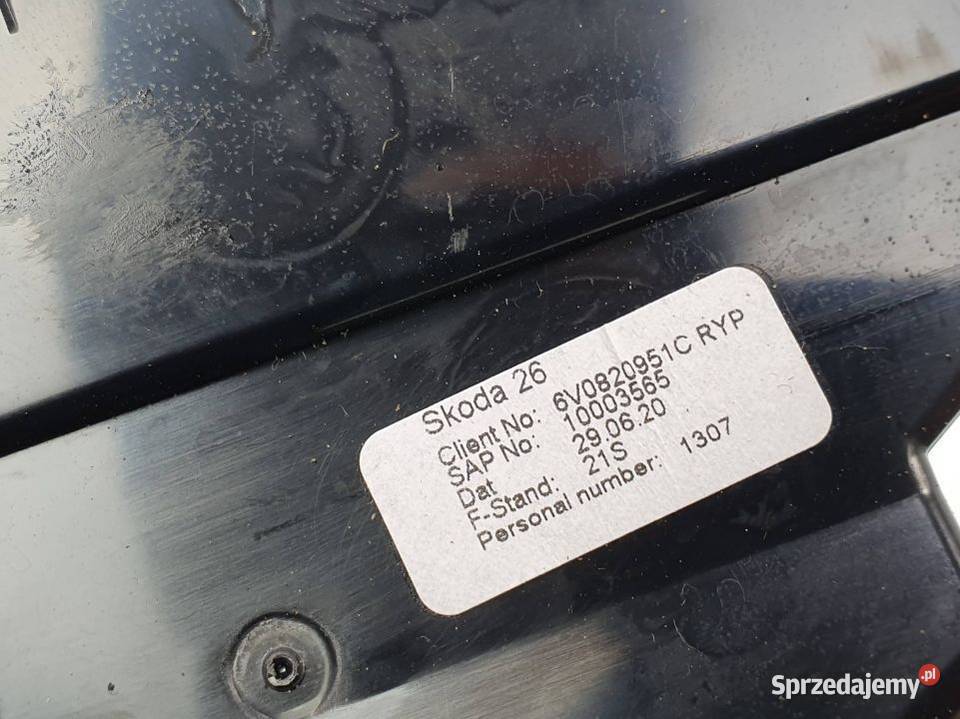 Skoda 26
Client No: 6V0820951C RYP
SAP No: 10003565
Dat 29.06.20
F-Stand: 21S
Personal number: 1307
Sprzedajemy.pl